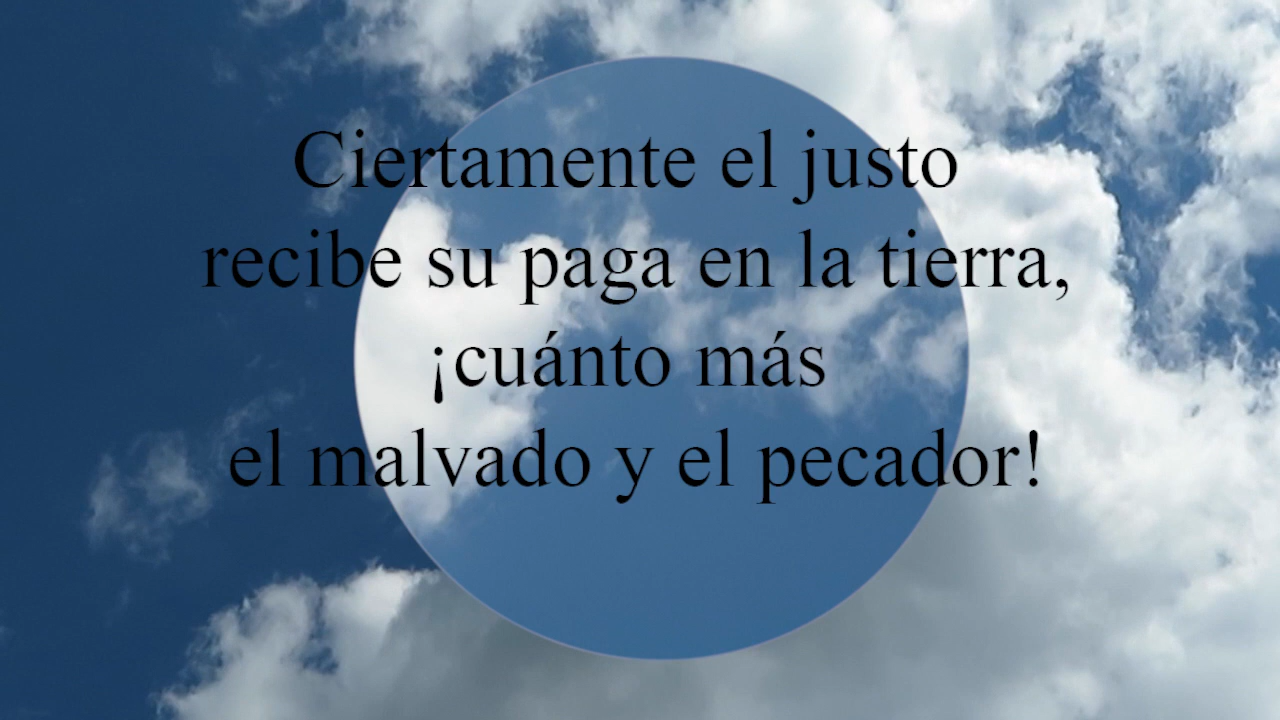 Ciertamente el justo
recibe su paga en la tierra,
¡cuánto más
el malvado y el pecador!